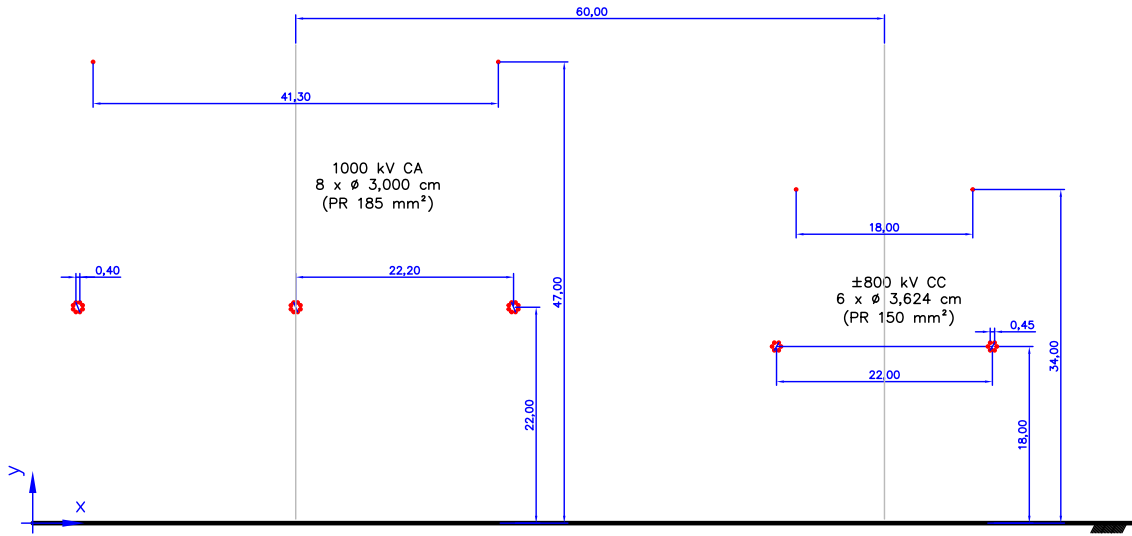 60,00
41,30
1000 kV CA
8 x ø 3,000 cm
(PR 185 mm²)
18,00
0,40
22,20
47,00
±800 kV CC
6 x ø 3,624 cm
(PR 150 mm²)
0,45
34,00
22,00
22,00
18,00
y
x